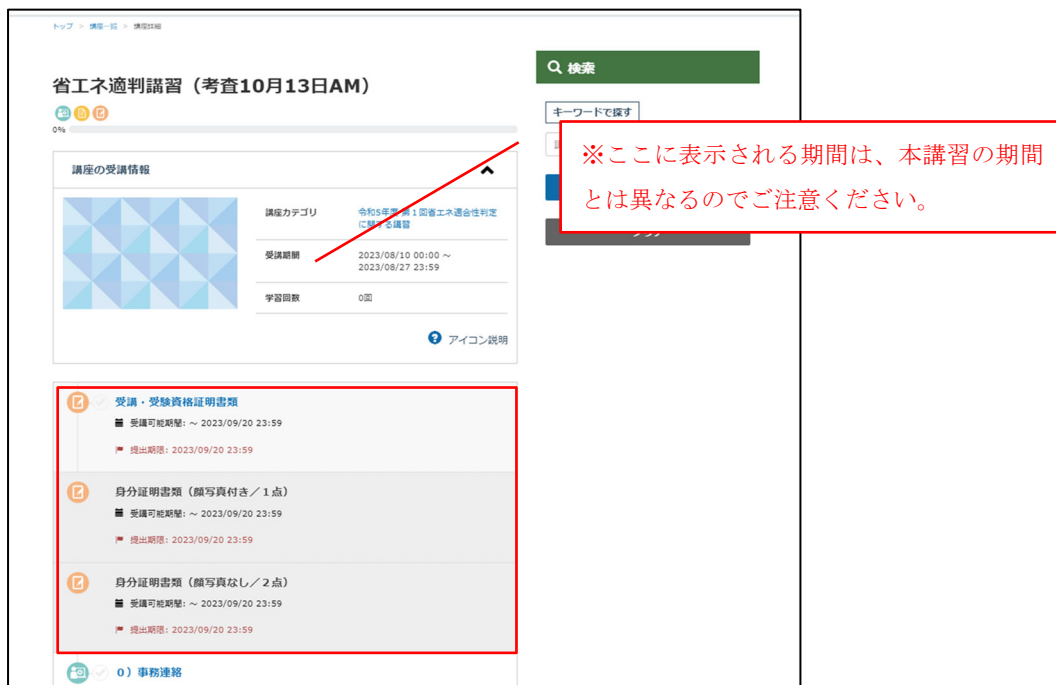 トップ > 講座一覧 > 講座詳細
省エネ適判講習（考査10月13日AM）
0%
講座の受講情報
講座カテゴリ
令和5年度 第1回省エネ適合性判定
に関する講習
受講期間
2023/08/10 00:00 ～
2023/08/27 23:59
学習回数
0回
アイコン説明
受講・受験資格証明書類
受講可能期間: ～ 2023/09/20 23:59
提出期限: 2023/09/20 23:59
身分証明書類（顔写真付き／1点）
受講可能期間: ～ 2023/09/20 23:59
提出期限: 2023/09/20 23:59
身分証明書類（顔写真なし／2点）
受講可能期間: ～ 2023/09/20 23:59
提出期限: 2023/09/20 23:59
0）事務連絡
検索
キーワードで探す
※ここに表示される期間は、本講習の期間
とは異なるのでご注意ください。